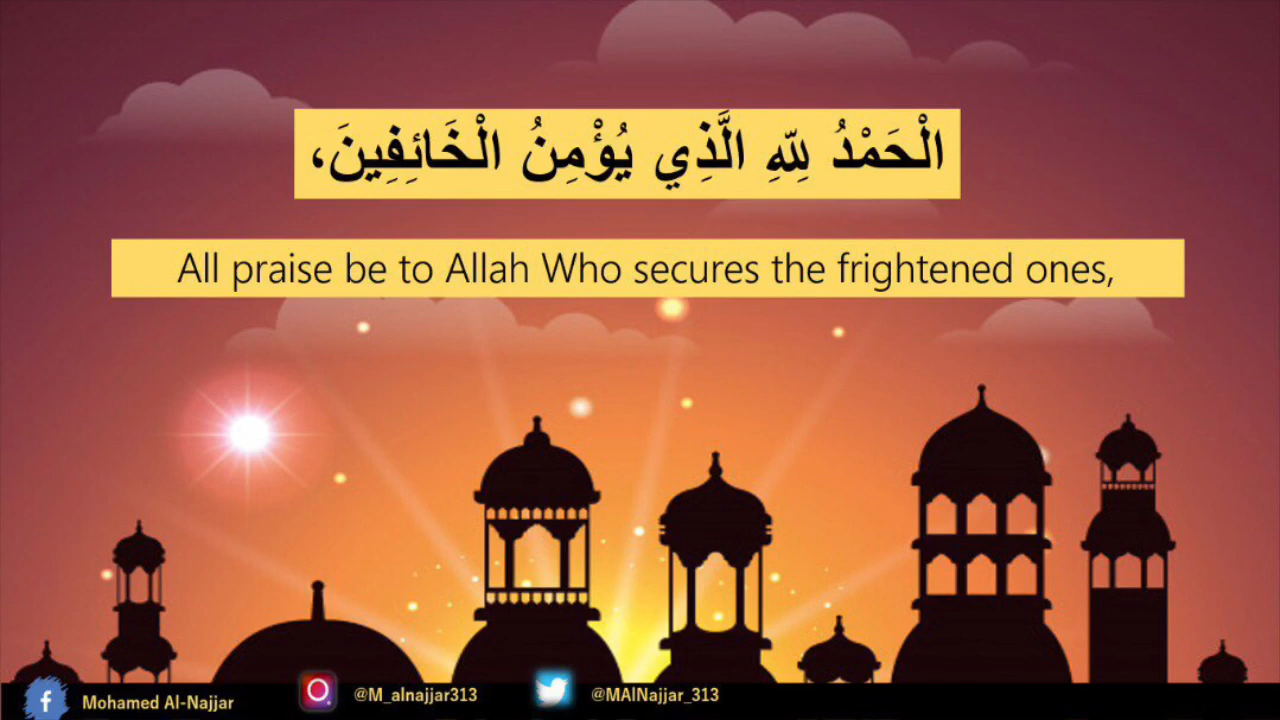 الْحَمْدُ لِلّٰهِ الَّذِي يُؤْمِنُ الْخَائِفِينَ،
All praise be to Allah Who secures the frightened ones,
Mohamed Al-Najjar
@M_alnajjar313
@MAlNajjar_313